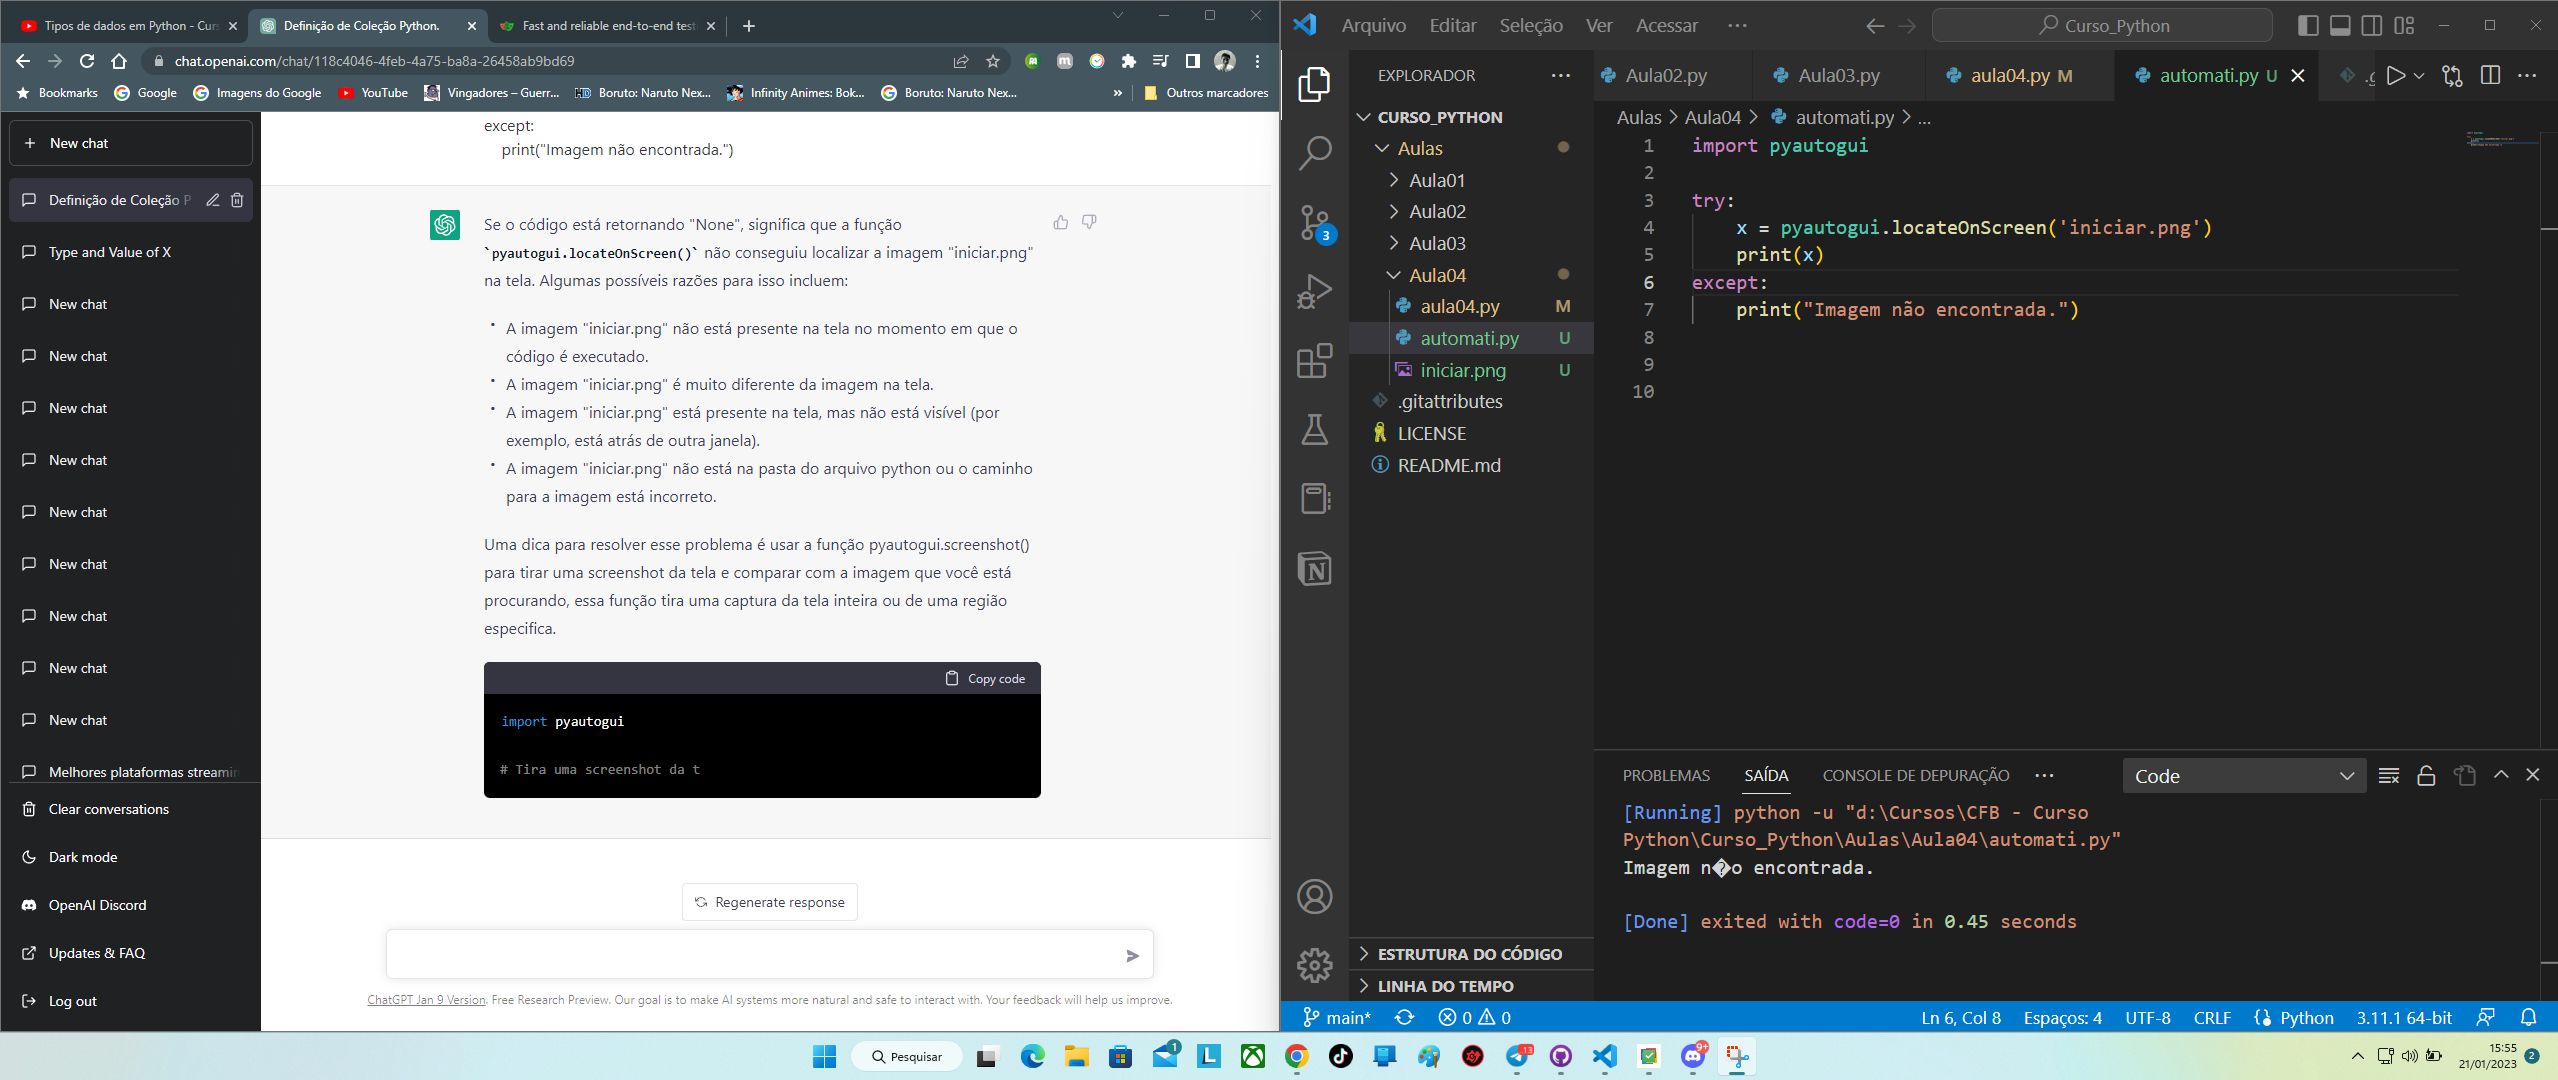 Tipos de dados em Python - Curs
Definição de Coleção Python.
Fast and reliable end-to-end test
chat.openai.com/chat/118c4046-4feb-4a75-ba8a-26458ab9bd69
Bookmarks
Google
Imagens do Google
YouTube
Vingadores – Guerr...
Boruto: Naruto Nex...
Infinity Animes: Bok...
Boruto: Naruto Nex...
»
Outros marcadores
New chat
Definição de Coleção P
Type and Value of X
New chat
New chat
New chat
New chat
New chat
New chat
New chat
New chat
New chat
Melhores plataformas streamin
Clear conversations
Dark mode
OpenAI Discord
Updates & FAQ
Log out
except:
print("Imagem não encontrada.")
Se o código está retornando "None", significa que a função
`pyautogui.locateOnScreen()` não conseguiu localizar a imagem "iniciar.png"
na tela. Algumas possíveis razões para isso incluem:
• A imagem "iniciar.png" não está presente na tela no momento em que o
código é executado.
• A imagem "iniciar.png" é muito diferente da imagem na tela.
• A imagem "iniciar.png" está presente na tela, mas não está visível (por
exemplo, está atrás de outra janela).
• A imagem "iniciar.png" não está na pasta do arquivo python ou o caminho
para a imagem está incorreto.
Uma dica para resolver esse problema é usar a função pyautogui.screenshot()
para tirar uma screenshot da tela e comparar com a imagem que você está
procurando, essa função tira uma captura da tela inteira ou de uma região
especifica.
Copy code
import pyautogui
# Tira uma screenshot da t
Regenerate response
ChatGPT Jan 9 Version. Free Research Preview. Our goal is to make AI systems more natural and safe to interact with. Your feedback will help us improve.
Arquivo Editar Seleção Ver Acessar ···
Curso_Python
EXPLORADOR ···
CURSO_PYTHON
Aulas
Aula01
Aula02
Aula03
Aula04
aula04.py M
automati.py U
iniciar.png U
.gitattributes
LICENSE
README.md
3
ESTRUTURA DO CÓDIGO
LINHA DO TEMPO
Aula02.py
Aula03.py
aula04.py M
automati.py U
.g
Aulas > Aula04 > automati.py > ...
1 import pyautogui
2
3 try:
4 x = pyautogui.locateOnScreen('iniciar.png')
5 print(x)
6 except:
7 print("Imagem não encontrada.")
8
9
10
PROBLEMAS SAÍDA CONSOLE DE DEPURAÇÃO ···
Code
[Running] python -u "d:\Cursos\CFB - Curso
Python\Curso_Python\Aulas\Aula04\automati.py"
Imagem n�o encontrada.
[Done] exited with code=0 in 0.45 seconds
main*
0 0
Ln 6, Col 8
Espaços: 4
UTF-8
CRLF
Python
3.11.1 64-bit
Pesquisar
1
L
13
9+
15:55
21/01/2023
2